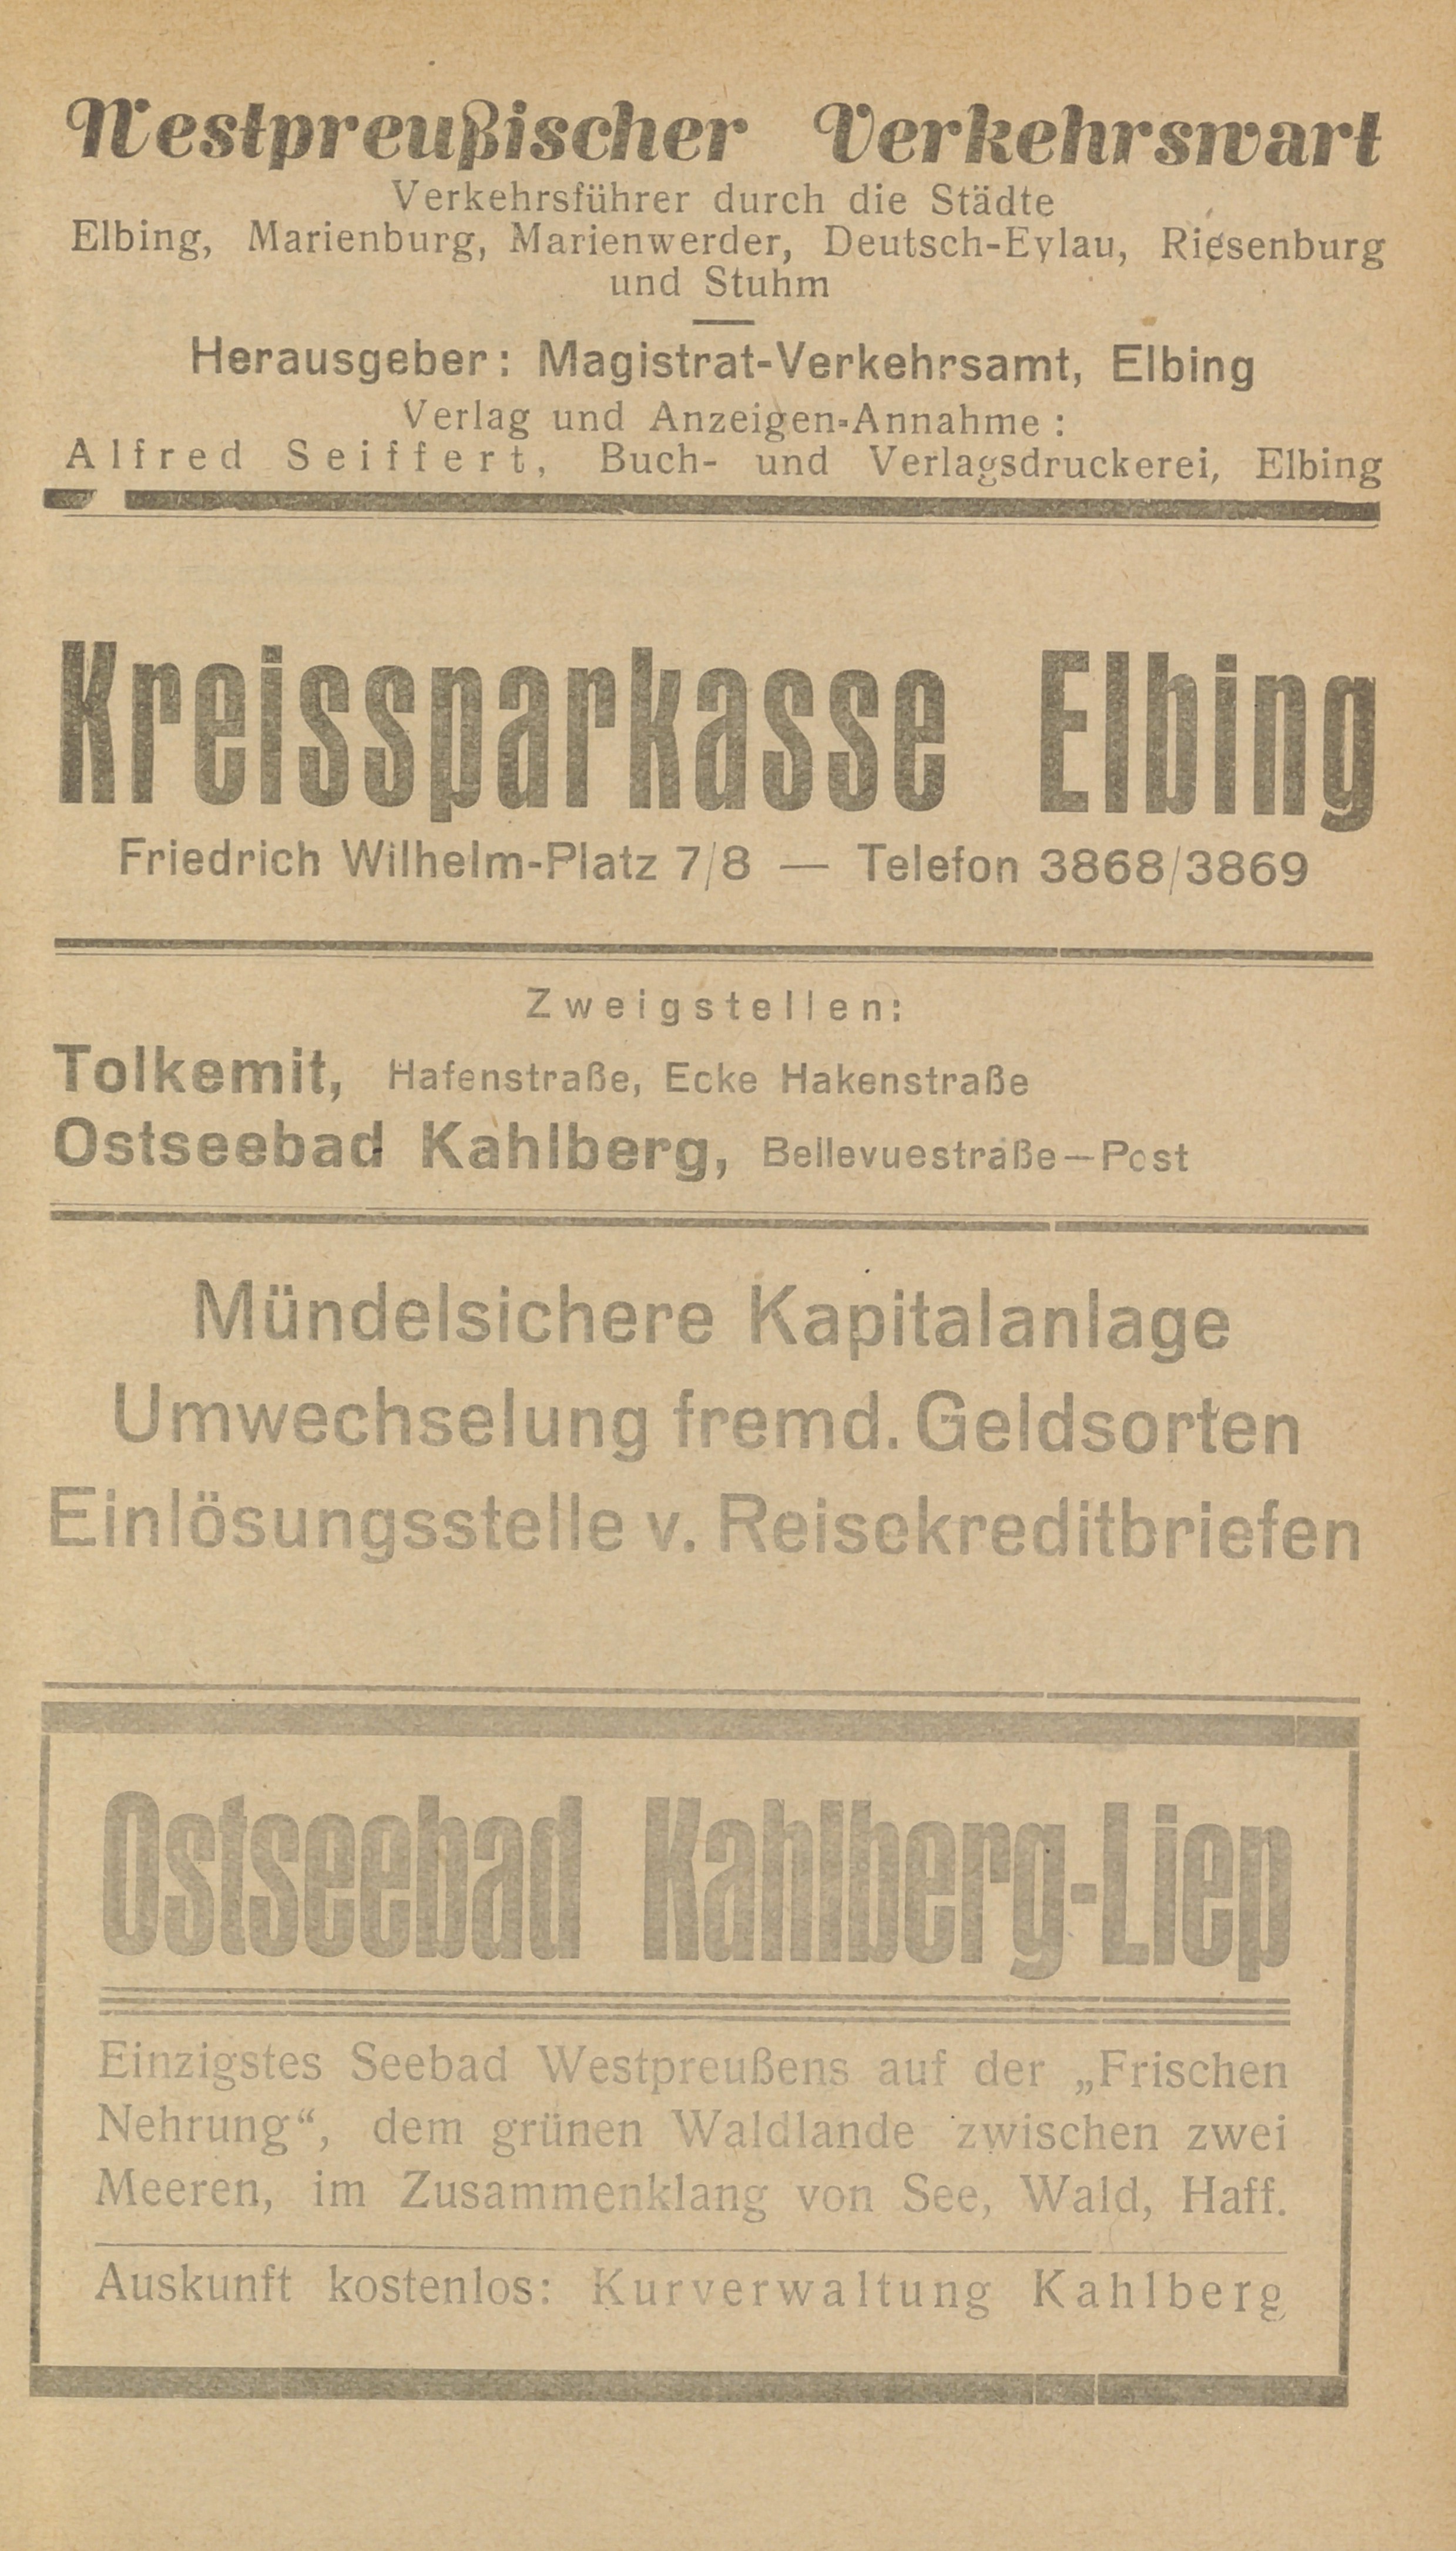 Westpreußischer Verkehrswart
Verkehrsführer durch die Städte
Elbing, Marienburg, Marienwerder, Deutsch-Eylau, Riesenburg
und Stuhm
Herausgeber: Magistrat-Verkehrsamt, Elbing
Verlag und Anzeigen-Annahme:
Alfred Seiffert, Buch- und Verlagsdruckerei, Elbing
Kreissparkasse Elbing
Friedrich Wilhelm-Platz 7/8 — Telefon 3868/3869
Zweigstellen:
Tolkemit, Hafenstraße, Ecke Hakenstraße
Ostseebad Kahlberg, Bellevuestraße—Post
Mündelsichere Kapitalanlage
Umwechselung fremd. Geldsorten
Einlösungsstelle v. Reisekreditbriefen
Ostseebad Kahlberg-Liep
Einzigstes Seebad Westpreußens auf der „Frischen
Nehrung“, dem grünen Waldlande zwischen zwei
Meeren, im Zusammenklang von See, Wald, Haff.
Auskunft kostenlos: Kurverwaltung Kahlberg